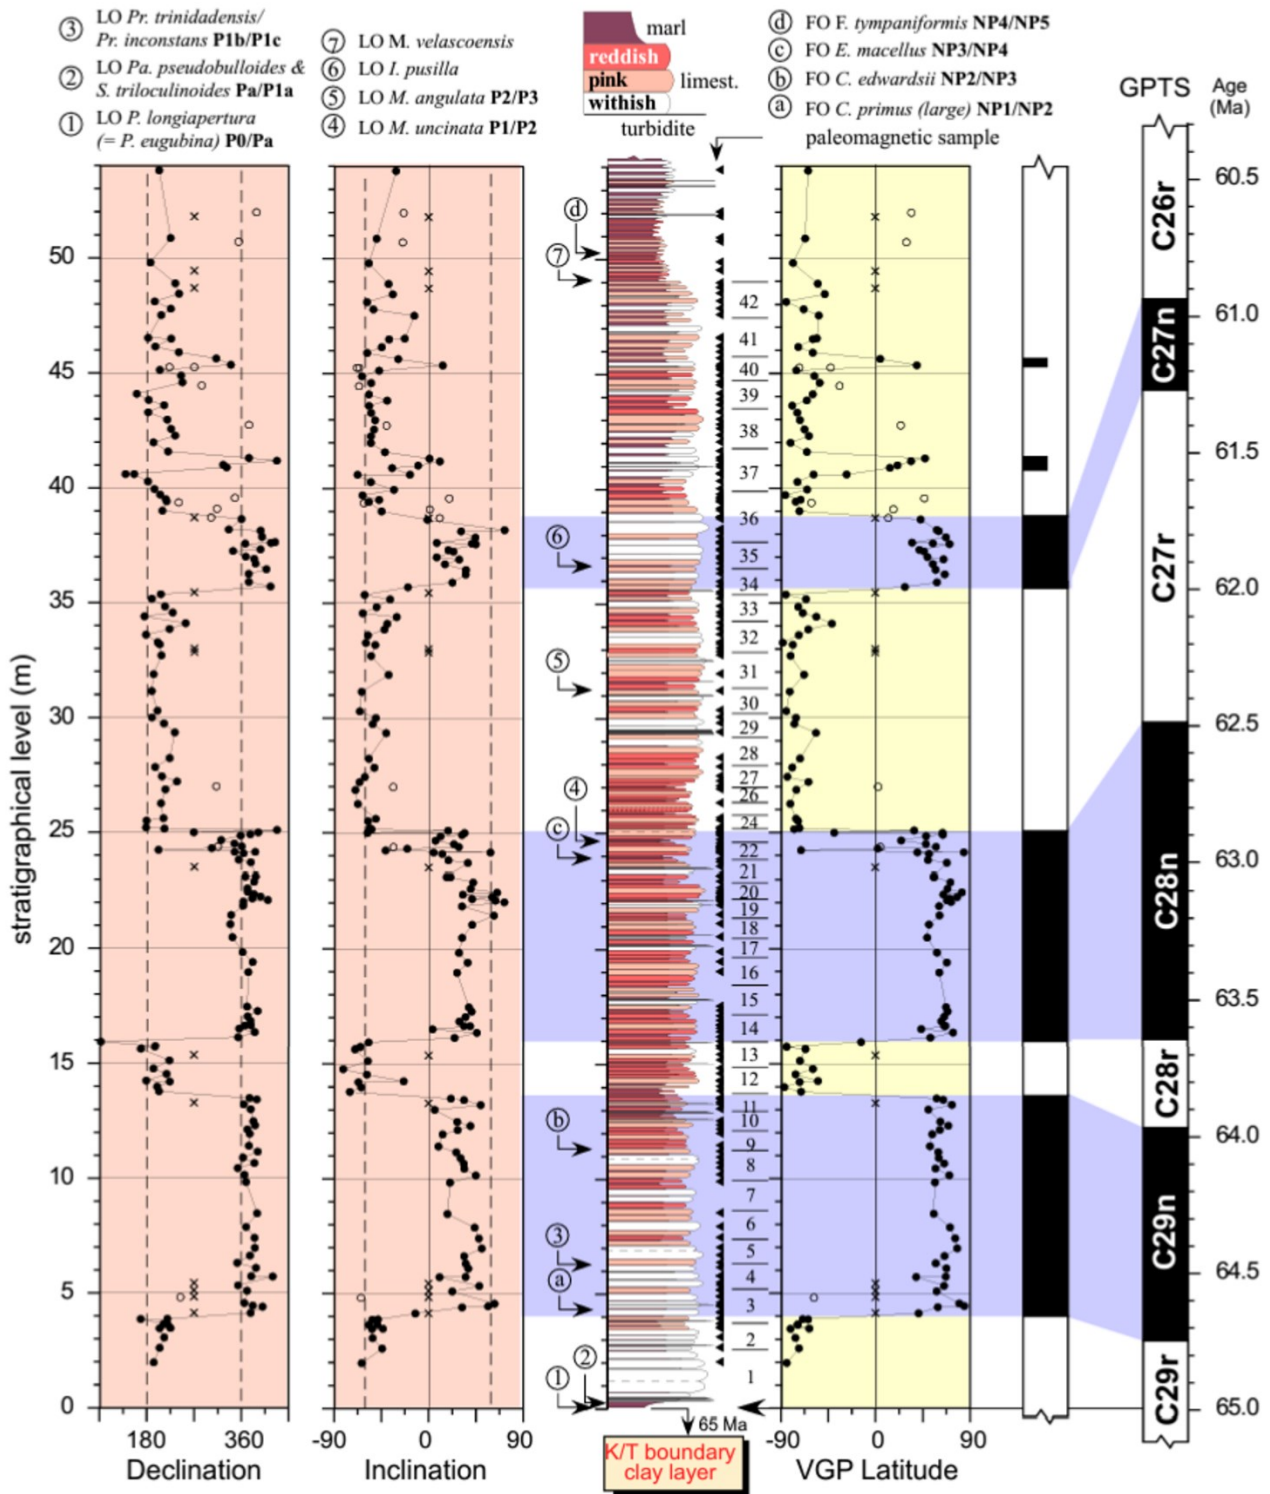 ③ LO Pr. trinidadensis/
Pr. inconstans P1b/P1c
② LO Pa. pseudobulloides &
S. triloculinoides Pa/P1a
① LO P. longiapertura
(= P. eugubina) P0/Pa
⑦ LO M. velascoensis
⑥ LO I. pusilla
⑤ LO M. angulata P2/P3
④ LO M. uncinata P1/P2
marl
reddish
pink limest.
withish
turbidite
ⓓ FO F. tympaniformis NP4/NP5
ⓒ FO E. macellus NP3/NP4
ⓑ FO C. edwardsii NP2/NP3
ⓐ FO C. primus (large) NP1/NP2
paleomagnetic sample
GPTS
Age
(Ma)
stratigraphical level (m)
50
45
40
35
30
25
20
15
10
5
0
180 360
Declination
-90 0 90
Inclination
ⓓ
⑦
⑥
⑤
④
ⓒ
ⓑ
③
ⓐ
②
①
42
41
40
39
38
37
36
35
34
33
32
31
30
29
28
27
26
24
22
21
20
19
18
17
16
15
14
13
12
11
10
9
8
7
6
5
4
3
2
1
65 Ma
K/T boundary
clay layer
-90 0 90
VGP Latitude
C26r
C27n
C27r
C28n
C28r
C29n
C29r
60.5
61.0
61.5
62.0
62.5
63.0
63.5
64.0
64.5
65.0